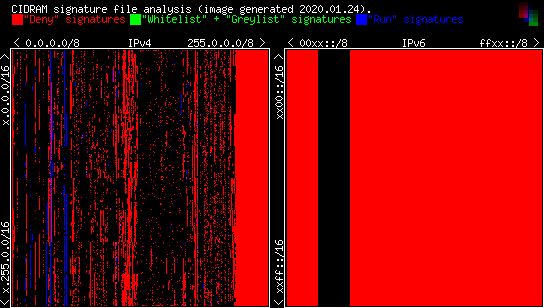 CIDRAM signature file analysis (image generated 2020.01.24).
"Deny" signatures "Whitelist" + "Greylist" signatures "Run" signatures
< 0.0.0.0/8 IPv4 255.0.0.0/8 > < 00xx::/8 IPv6 ffxx::/8 >
< x.0.0.0/16 x.255.0.0/16 >
< xx00::/16 xxff::/16 >